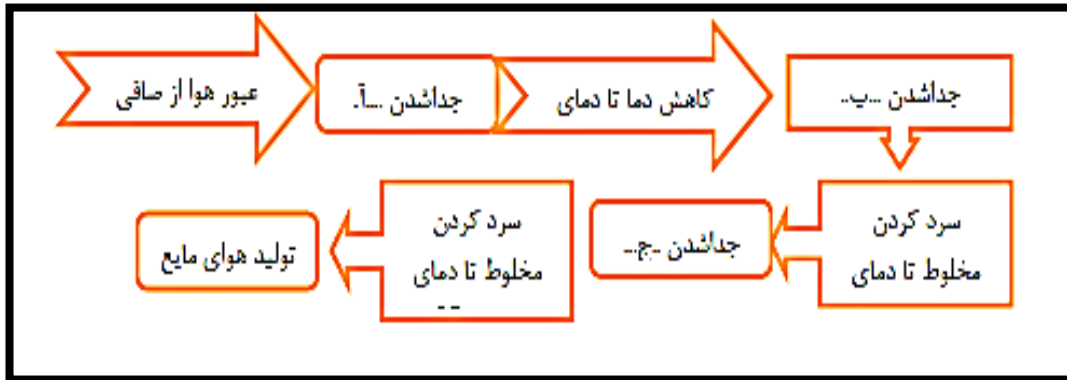 عبور هوا از صافی
جداشدن ...آ.
کاهش دما تا دمای
جداشدن ...ب..
سرد کردن
مخلوط تا دمای
جداشدن ..ج...
سرد کردن
مخلوط تا دمای
- -
تولید هوای مایع